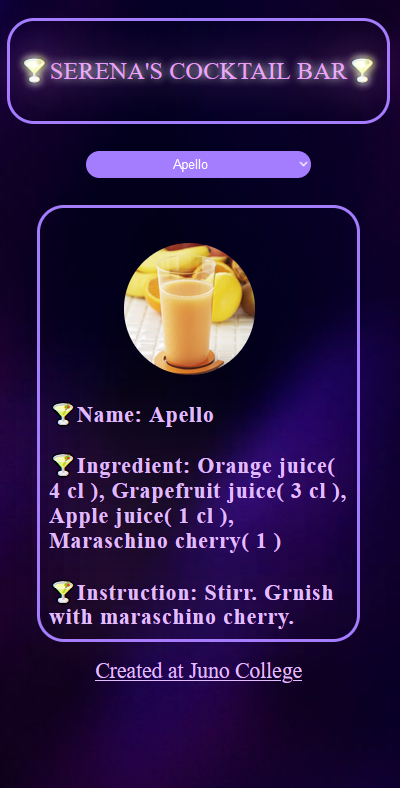 🍸SERENA'S COCKTAIL BAR🍸
Apello
🍸Name: Apello
🍸Ingredient: Orange juice(
4 cl ), Grapefruit juice( 3 cl ),
Apple juice( 1 cl ),
Maraschino cherry( 1 )
🍸Instruction: Stirr. Grnish
with maraschino cherry.
Created at Juno College